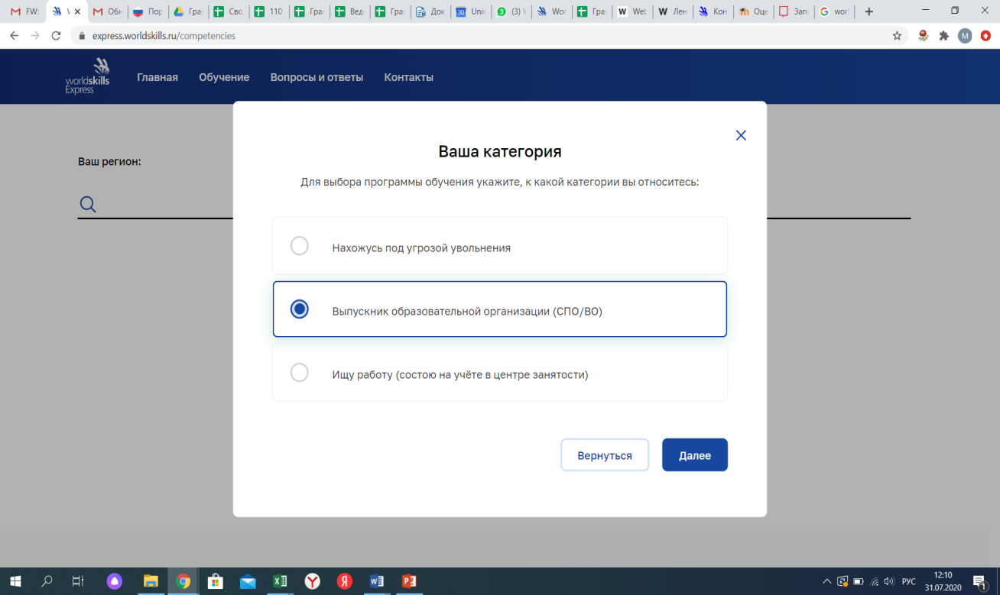 FW:
\
Обн
Пор
Гра
Сво
110
Гра
Вед
Гра
Док
Unic
(3) \
Wor
Гра
Web
Лен
Кон
Оце
Запи
worl
express.worldskills.ru/competencies
M
worldskills
Express
Главная
Обучение
Вопросы и ответы
Контакты
Ваш регион:
Ваша категория
Для выбора программы обучения укажите, к какой категории вы относитесь:
Нахожусь под угрозой увольнения
Выпускник образовательной организации (СПО/ВО)
Ищу работу (состою на учёте в центре занятости)
Вернуться
Далее
РУС
12:10
31.07.2020
1